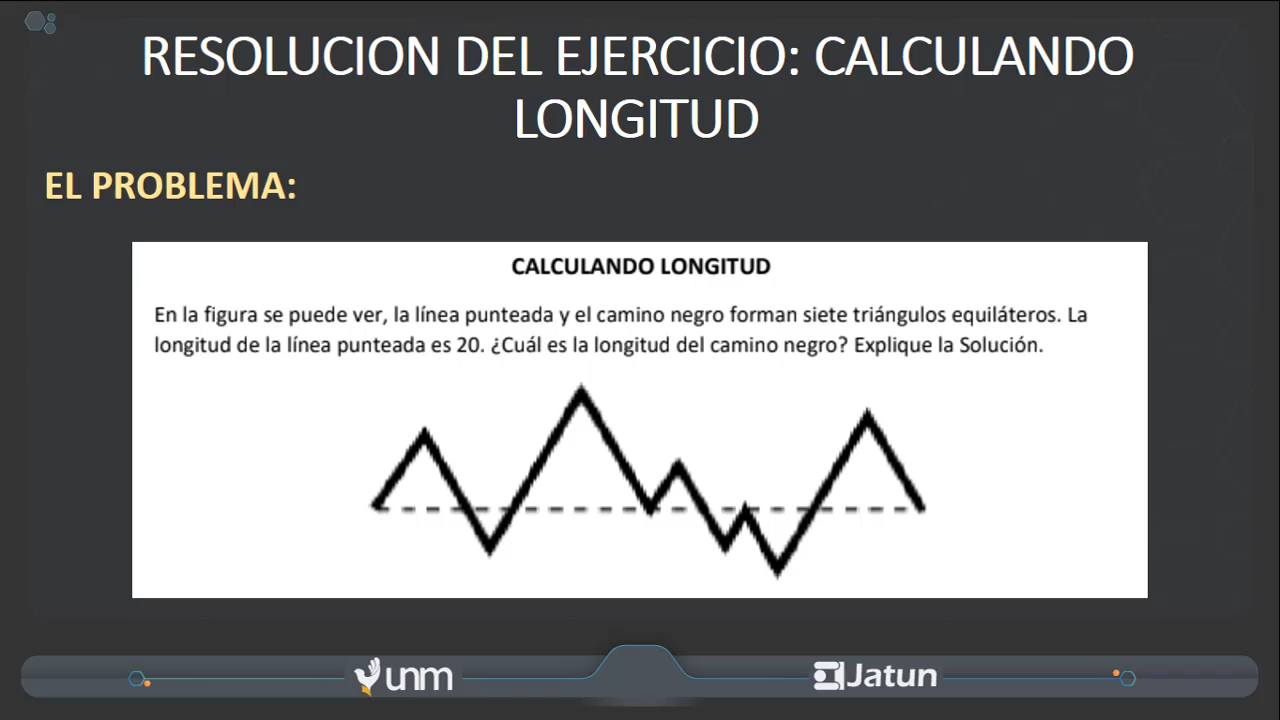 RESOLUCION DEL EJERCICIO: CALCULANDO
LONGITUD
EL PROBLEMA:
CALCULANDO LONGITUD
En la figura se puede ver, la línea punteada y el camino negro forman siete triángulos equiláteros. La
longitud de la línea punteada es 20. ¿Cuál es la longitud del camino negro? Explique la Solución.
unm
Jatun